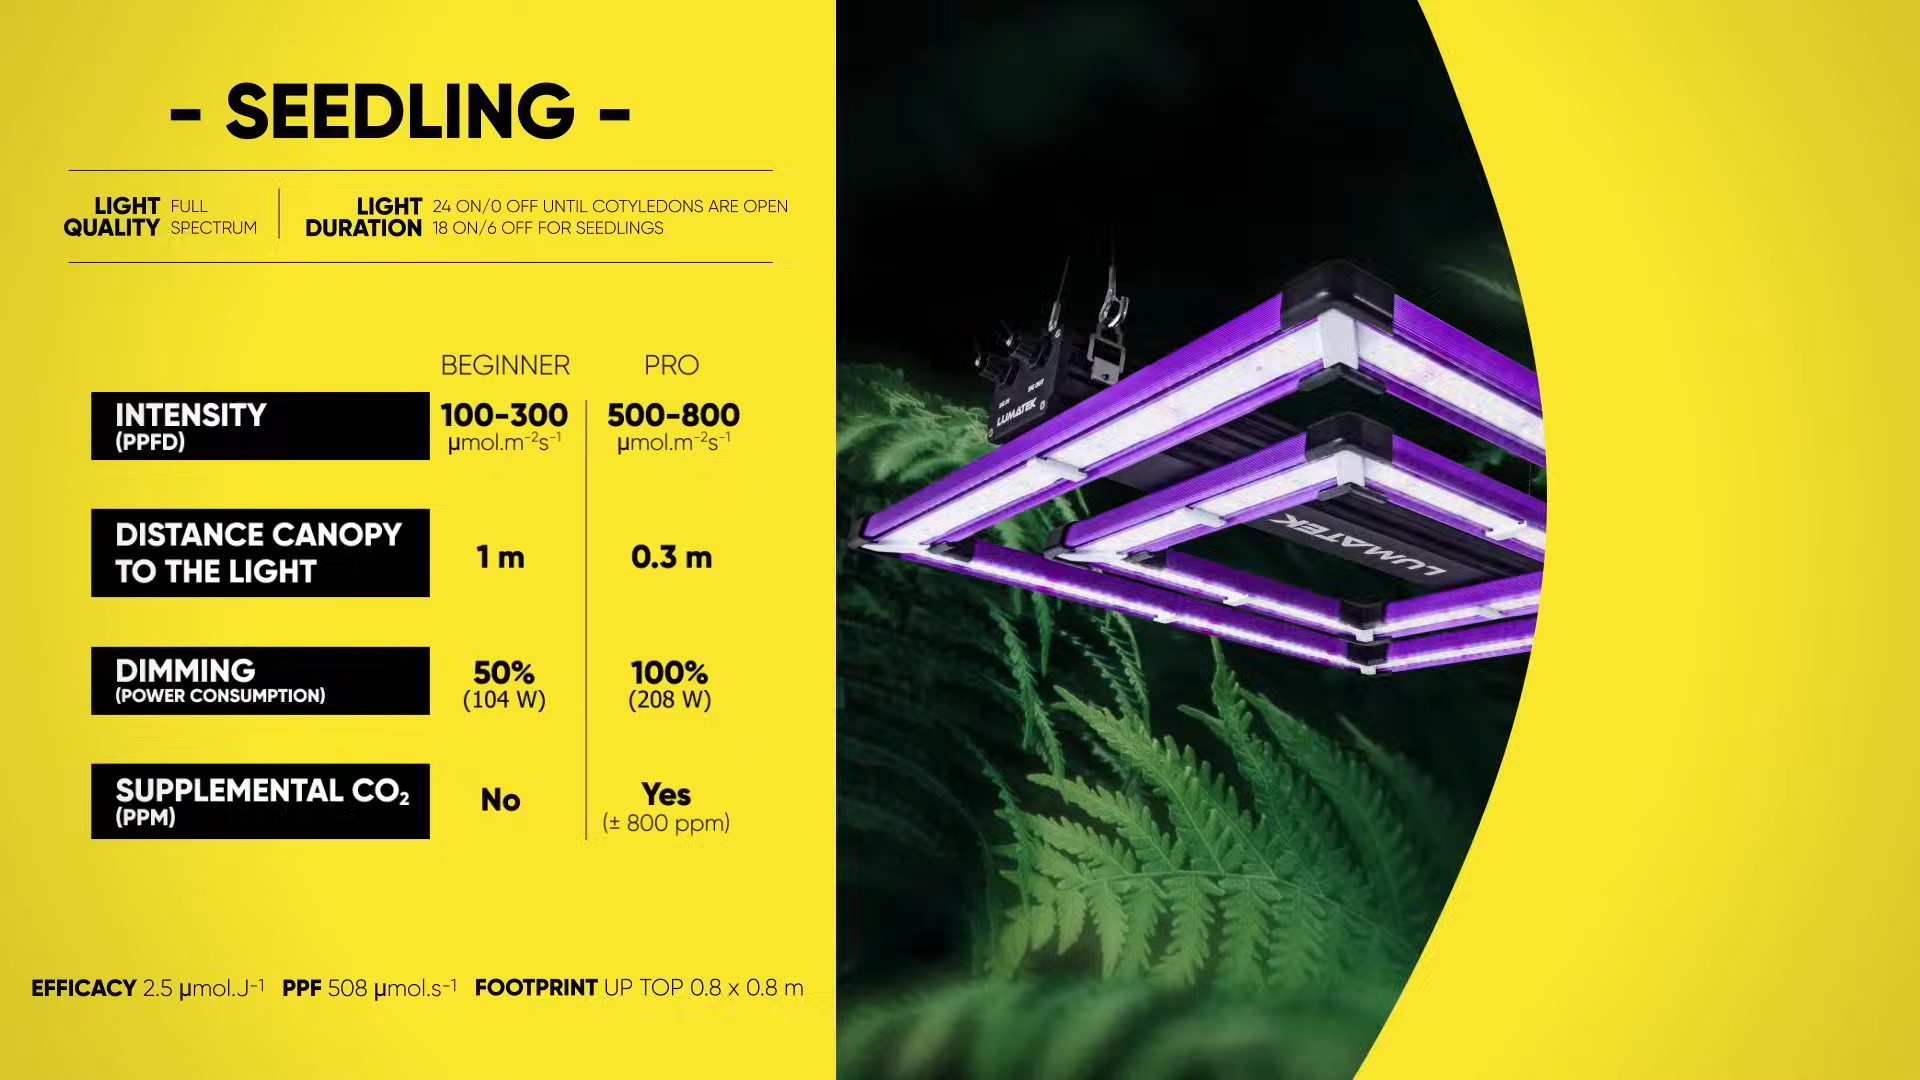 - SEEDLING -
LIGHT QUALITY FULL SPECTRUM
LIGHT DURATION 24 ON/0 OFF UNTIL COTYLEDONS ARE OPEN
18 ON/6 OFF FOR SEEDLINGS
BEGINNER PRO
INTENSITY 100-300 500-800
(PPFD) µmol.m⁻²s⁻¹ µmol.m⁻²s⁻¹
DISTANCE CANOPY
TO THE LIGHT 1 m 0.3 m
DIMMING 50% 100%
(POWER CONSUMPTION) (104 W) (208 W)
SUPPLEMENTAL CO₂ No Yes
(PPM) (± 800 ppm)
EFFICACY 2.5 µmol.J⁻¹ PPF 508 µmol.s⁻¹ FOOTPRINT UP TOP 0.8 x 0.8 m
LUMATEK
LUMATEK